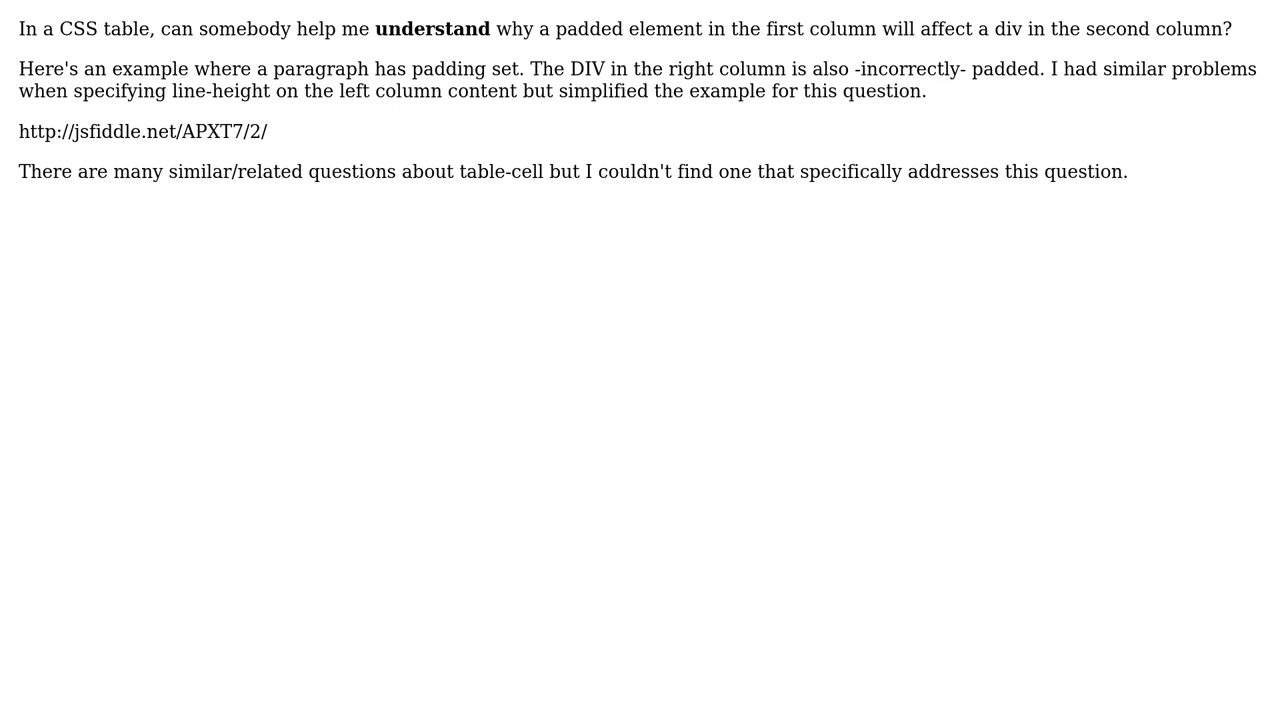 In a CSS table, can somebody help me understand why a padded element in the first column will affect a div in the second column?
Here's an example where a paragraph has padding set. The DIV in the right column is also -incorrectly- padded. I had similar problems
when specifying line-height on the left column content but simplified the example for this question.
http://jsfiddle.net/APXT7/2/
There are many similar/related questions about table-cell but I couldn't find one that specifically addresses this question.